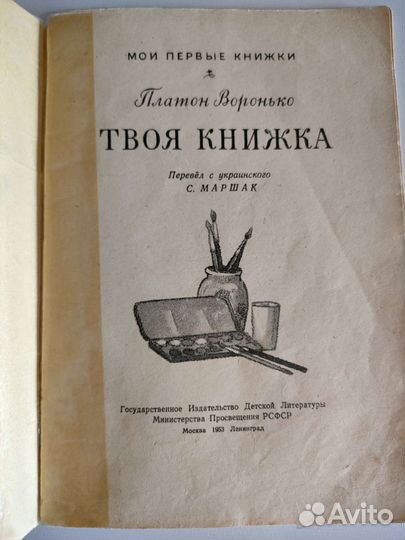 МОИ ПЕРВЫЕ КНИЖКИ
Платон Воронько
ТВОЯ КНИЖКА
Перевёл с украинского
С. МАРШАК
Государственное Издательство Детской Литературы
Министерства Просвещения РСФСР
Москва 1953 Ленинград
Avito